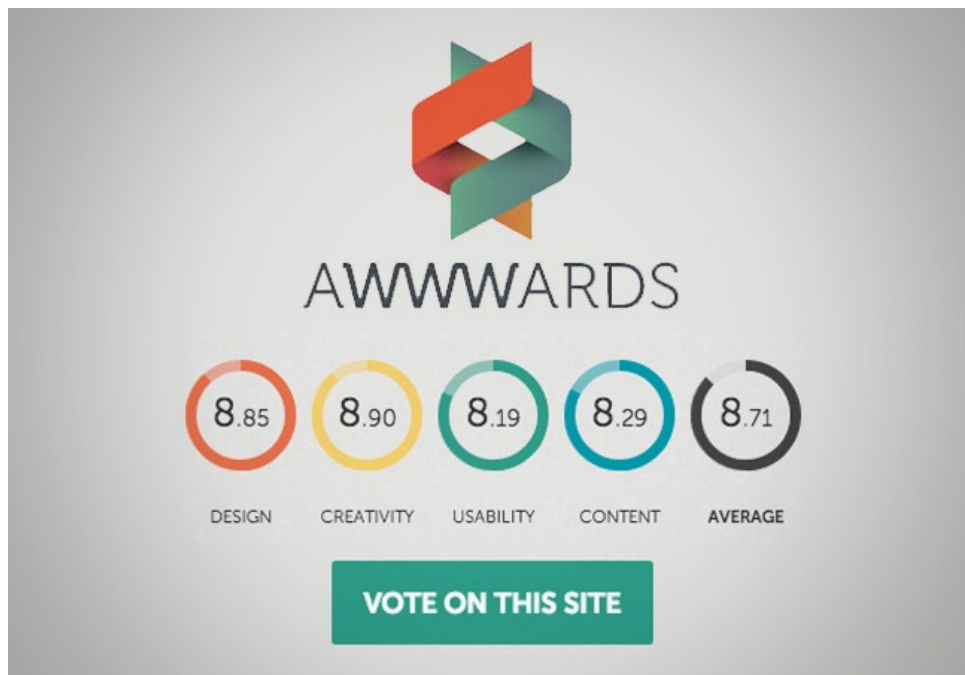 AWWWARDS
8.85 8.90 8.19 8.29 8.71
DESIGN CREATIVITY USABILITY CONTENT AVERAGE
VOTE ON THIS SITE